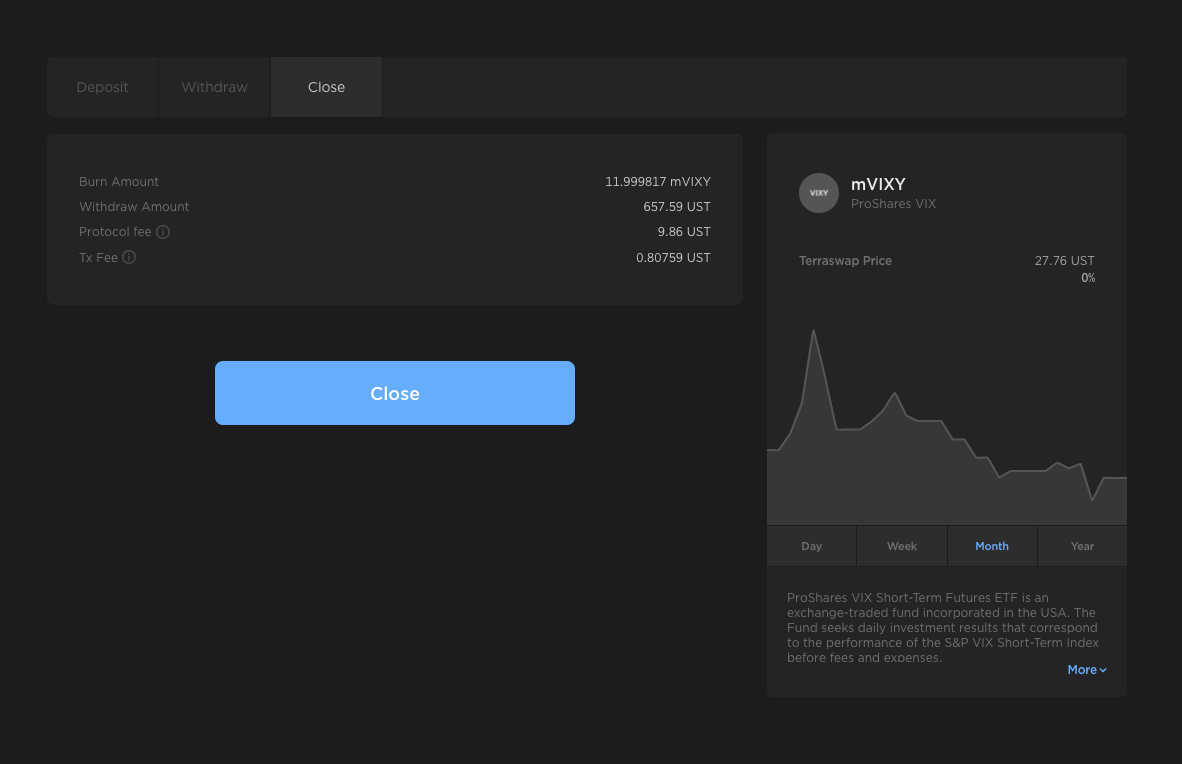 Deposit
Withdraw
Close
Burn Amount 11.999817 mVIXY
Withdraw Amount 657.59 UST
Protocol fee 9.86 UST
Tx Fee 0.80759 UST
Close
VIXY
mVIXY
ProShares VIX
Terraswap Price 27.76 UST
0%
Day
Week
Month
Year
ProShares VIX Short-Term Futures ETF is an
exchange-traded fund incorporated in the USA. The
Fund seeks daily investment results that correspond
to the performance of the S&P VIX Short-Term Index
before fees and expenses.
More